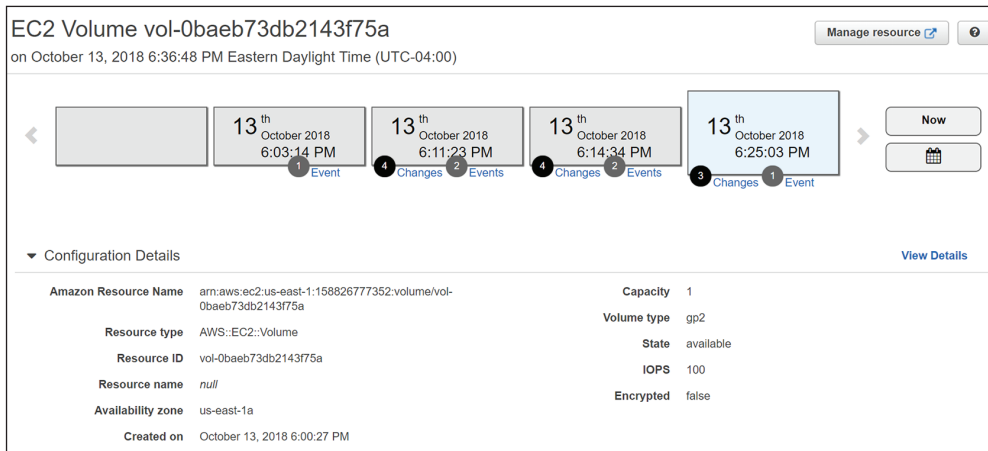 EC2 Volume vol-0baeb73db2143f75a
Manage resource
?
on October 13, 2018 6:36:48 PM Eastern Daylight Time (UTC-04:00)
13 th October 2018
6:03:14 PM
1 Event
13 th October 2018
6:11:23 PM
4 Changes 2 Events
13 th October 2018
6:14:34 PM
4 Changes 2 Events
13 th October 2018
6:25:03 PM
3 Changes 1 Event
Now
Configuration Details
View Details
Amazon Resource Name arn:aws:ec2:us-east-1:158826777352:volume/vol-
0baeb73db2143f75a
Resource type AWS::EC2::Volume
Resource ID vol-0baeb73db2143f75a
Resource name null
Availability zone us-east-1a
Created on October 13, 2018 6:00:27 PM
Capacity 1
Volume type gp2
State available
IOPS 100
Encrypted false